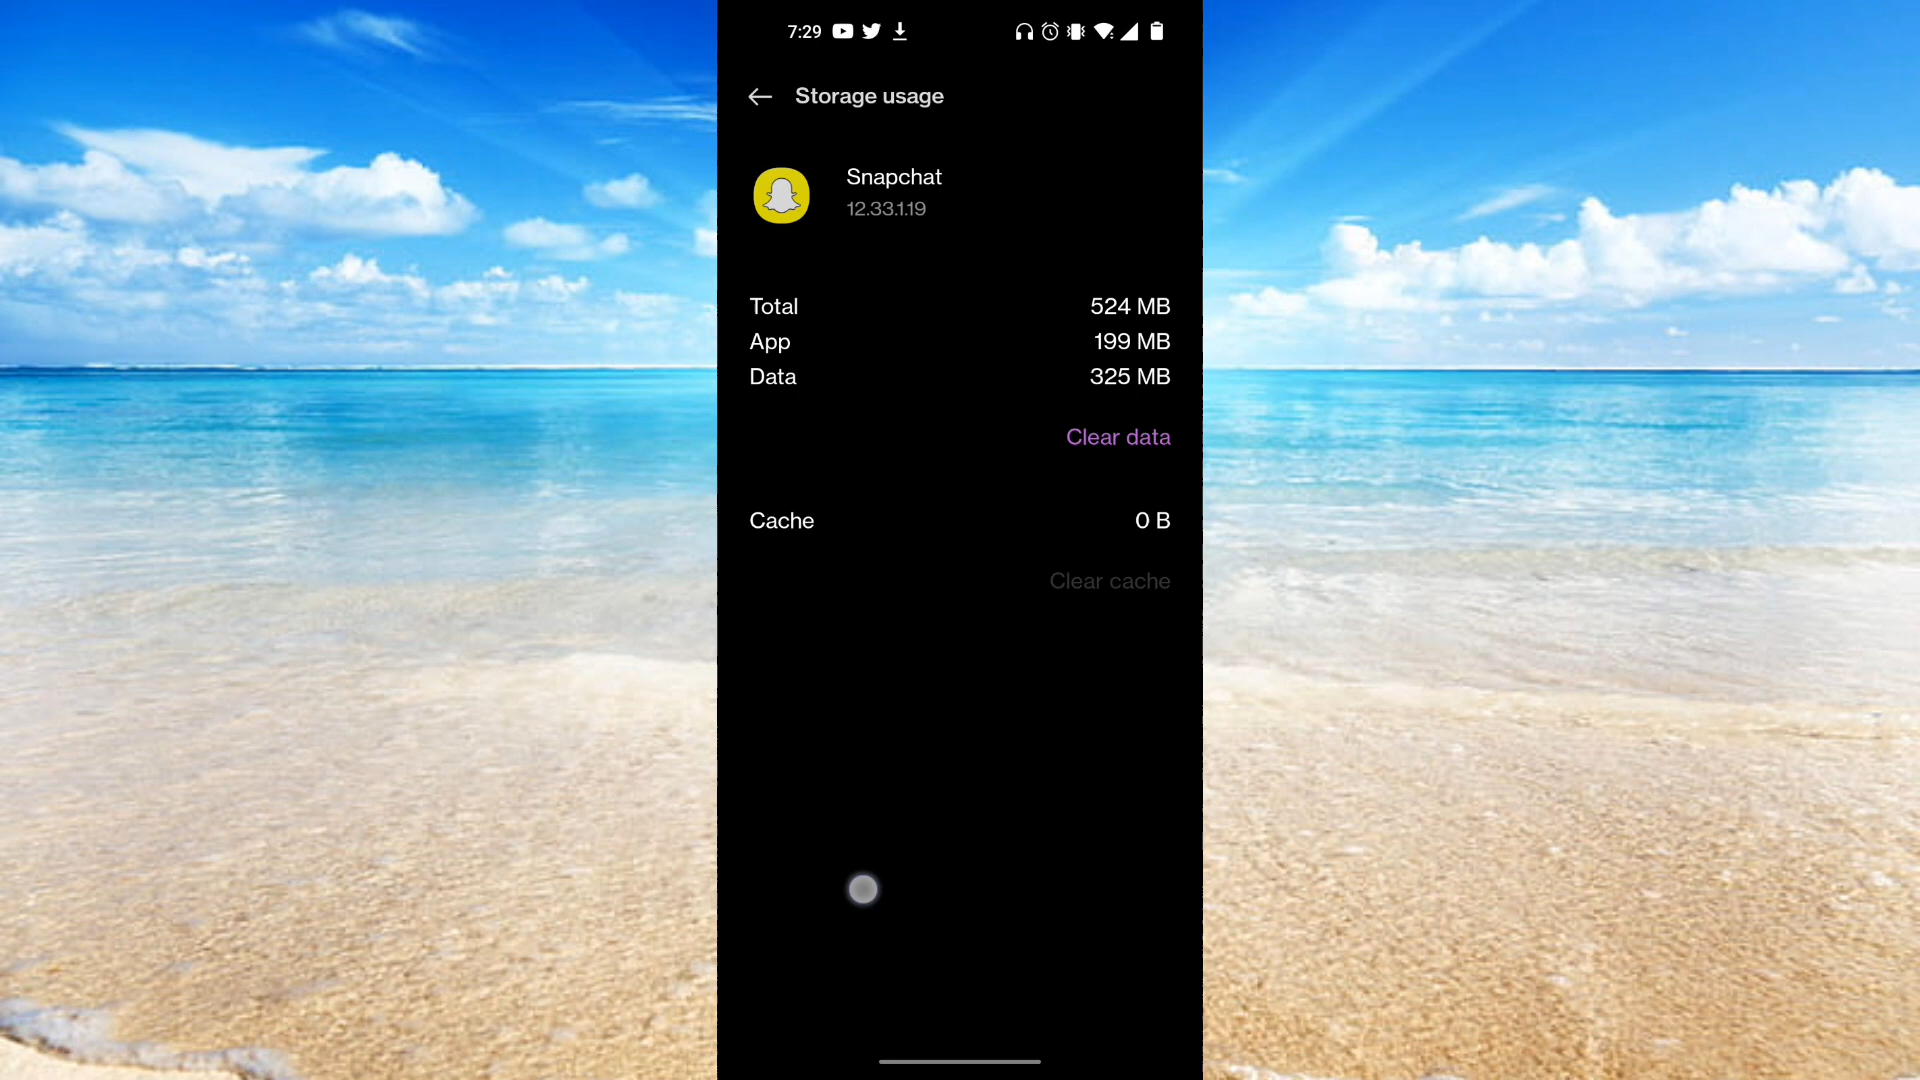 7:29
Storage usage
Snapchat
12.33.1.19
Total 524 MB
App 199 MB
Data 325 MB
Clear data
Cache 0 B
Clear cache